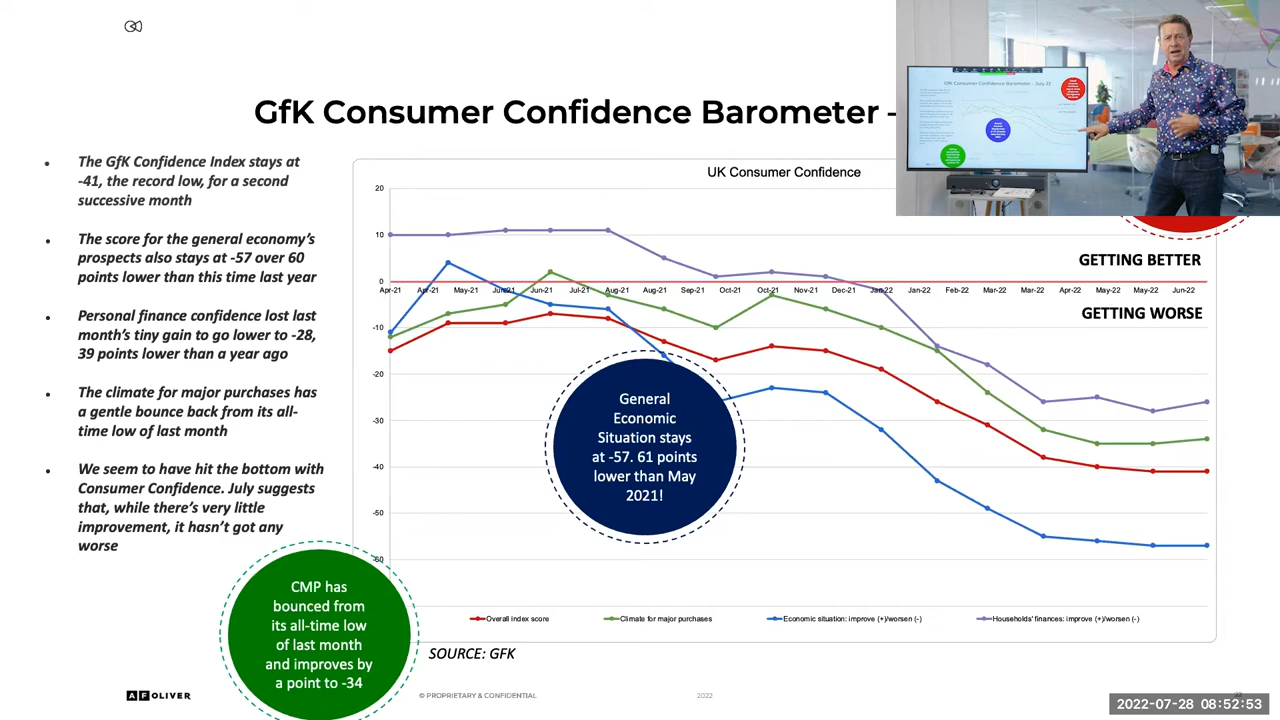 GfK Consumer Confidence Barometer -
The GfK Confidence Index stays at
-41, the record low, for a second
successive month
The score for the general economy's
prospects also stays at -57 over 60
points lower than this time last year
Personal finance confidence lost last
month's tiny gain to go lower to -28,
39 points lower than a year ago
The climate for major purchases has
a gentle bounce back from its all-
time low of last month
We seem to have hit the bottom with
Consumer Confidence. July suggests
that, while there's very little
improvement, it hasn't got any
worse
UK Consumer Confidence
20
10
0
-10
-20
-30
-40
-50
-60
Apr-21 Apr-21 May-21 Jun-21 Jun-21 Jul-21 Aug-21 Aug-21 Sep-21 Oct-21 Oct-21 Nov-21 Dec-21 Jan-22 Jan-22 Feb-22 Mar-22 Mar-22 Apr-22 May-22 May-22 Jun-22
GETTING BETTER
GETTING WORSE
General
Economic
Situation stays
at -57. 61 points
lower than May
2021!
CMP has
bounced from
its all-time low
of last month
and improves by
a point to -34
Overall index score
Climate for major purchases
Economic situation: improve (+)/worsen (-)
Households' finances: improve (+)/worsen (-)
SOURCE: GFK
AF OLIVER
© PROPRIETARY & CONFIDENTIAL
2022
2022-07-28 08:52:53
GfK Consumer Confidence Barometer - July 22